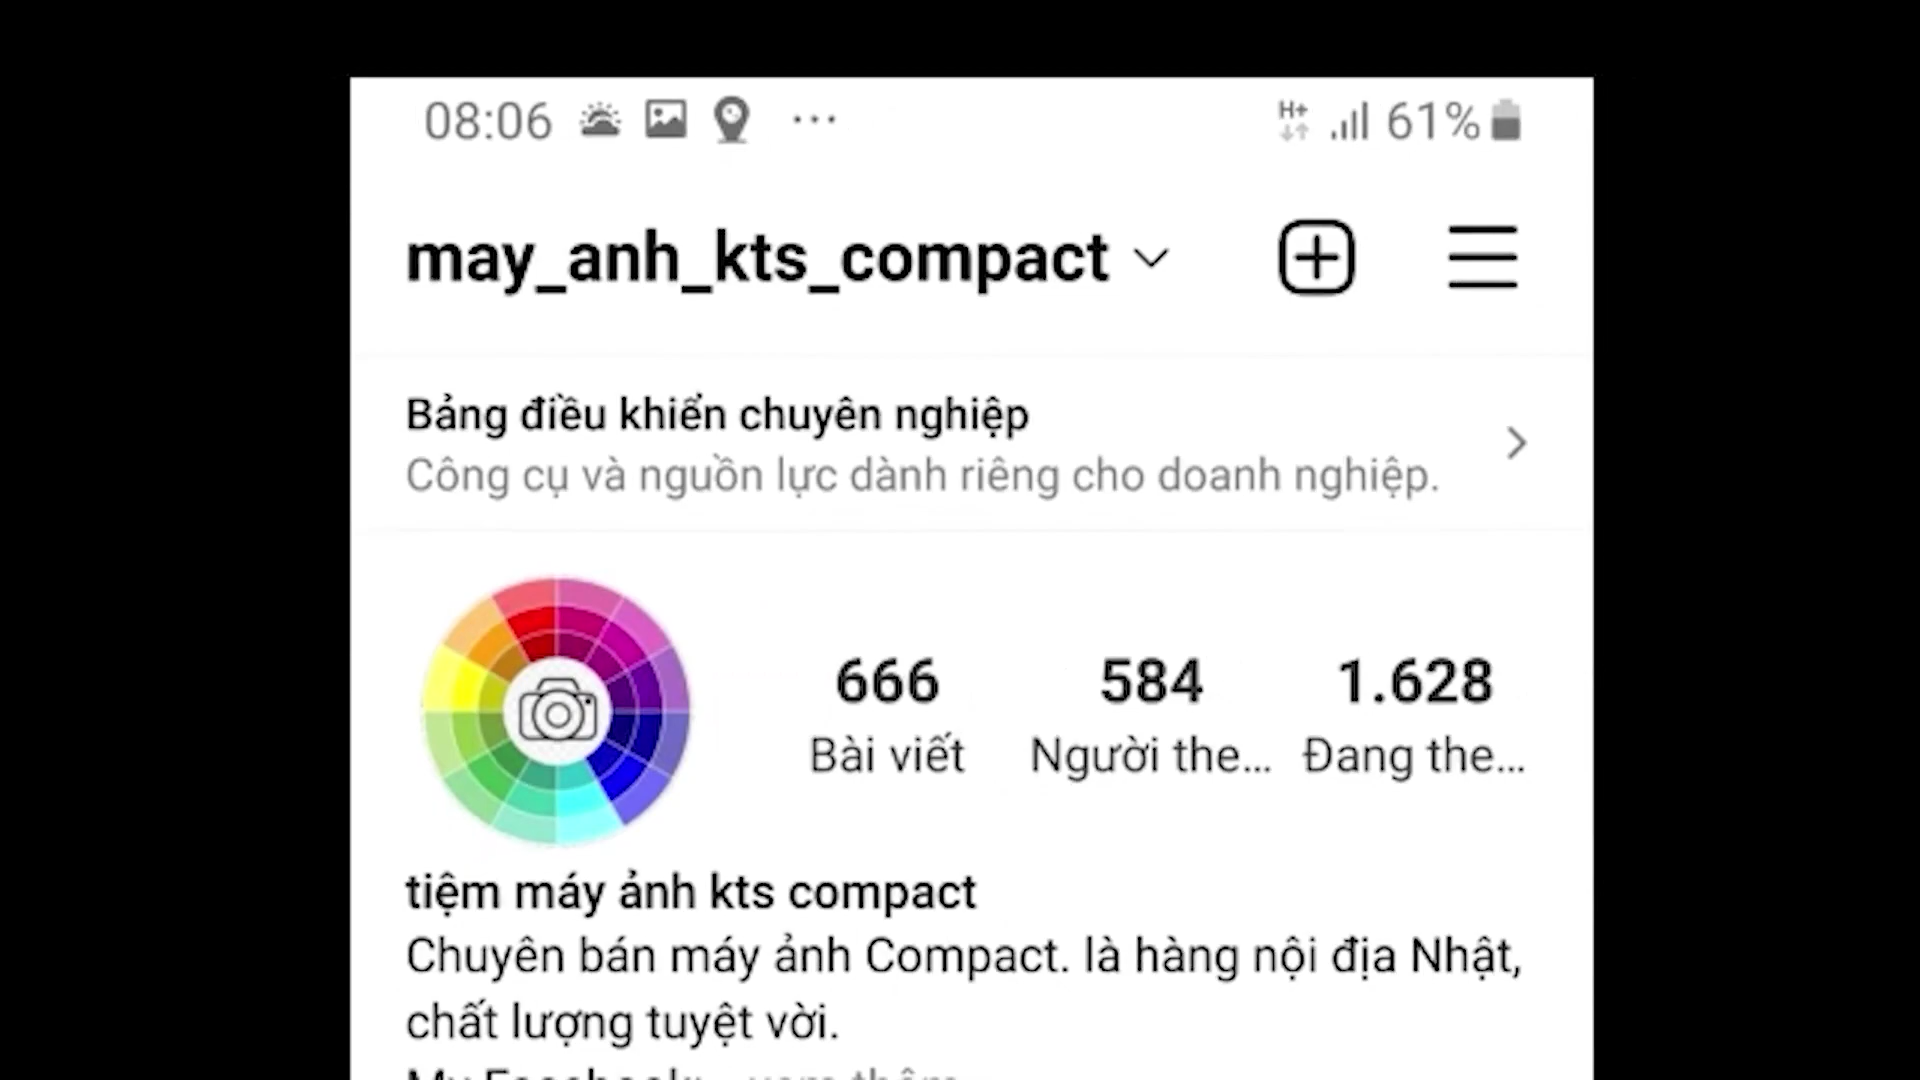 08:06 ... H+ 61%
may_anh_kts_compact
Bảng điều khiển chuyên nghiệp
Công cụ và nguồn lực dành riêng cho doanh nghiệp.
666 584 1.628
Bài viết Người the... Đang the...
tiệm máy ảnh kts compact
Chuyên bán máy ảnh Compact. là hàng nội địa Nhật,
chất lượng tuyệt vời.